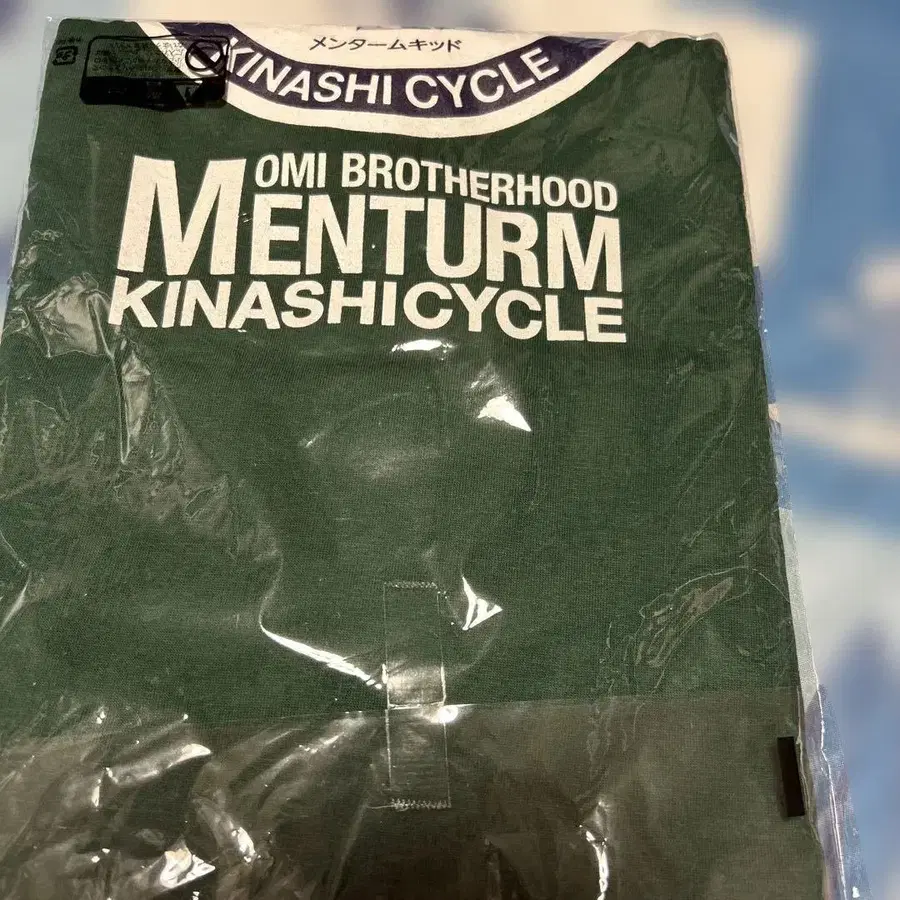 メンタームキッド
KINASHI CYCLE
OMI BROTHERHOOD
MENTURM
KINASHICYCLE